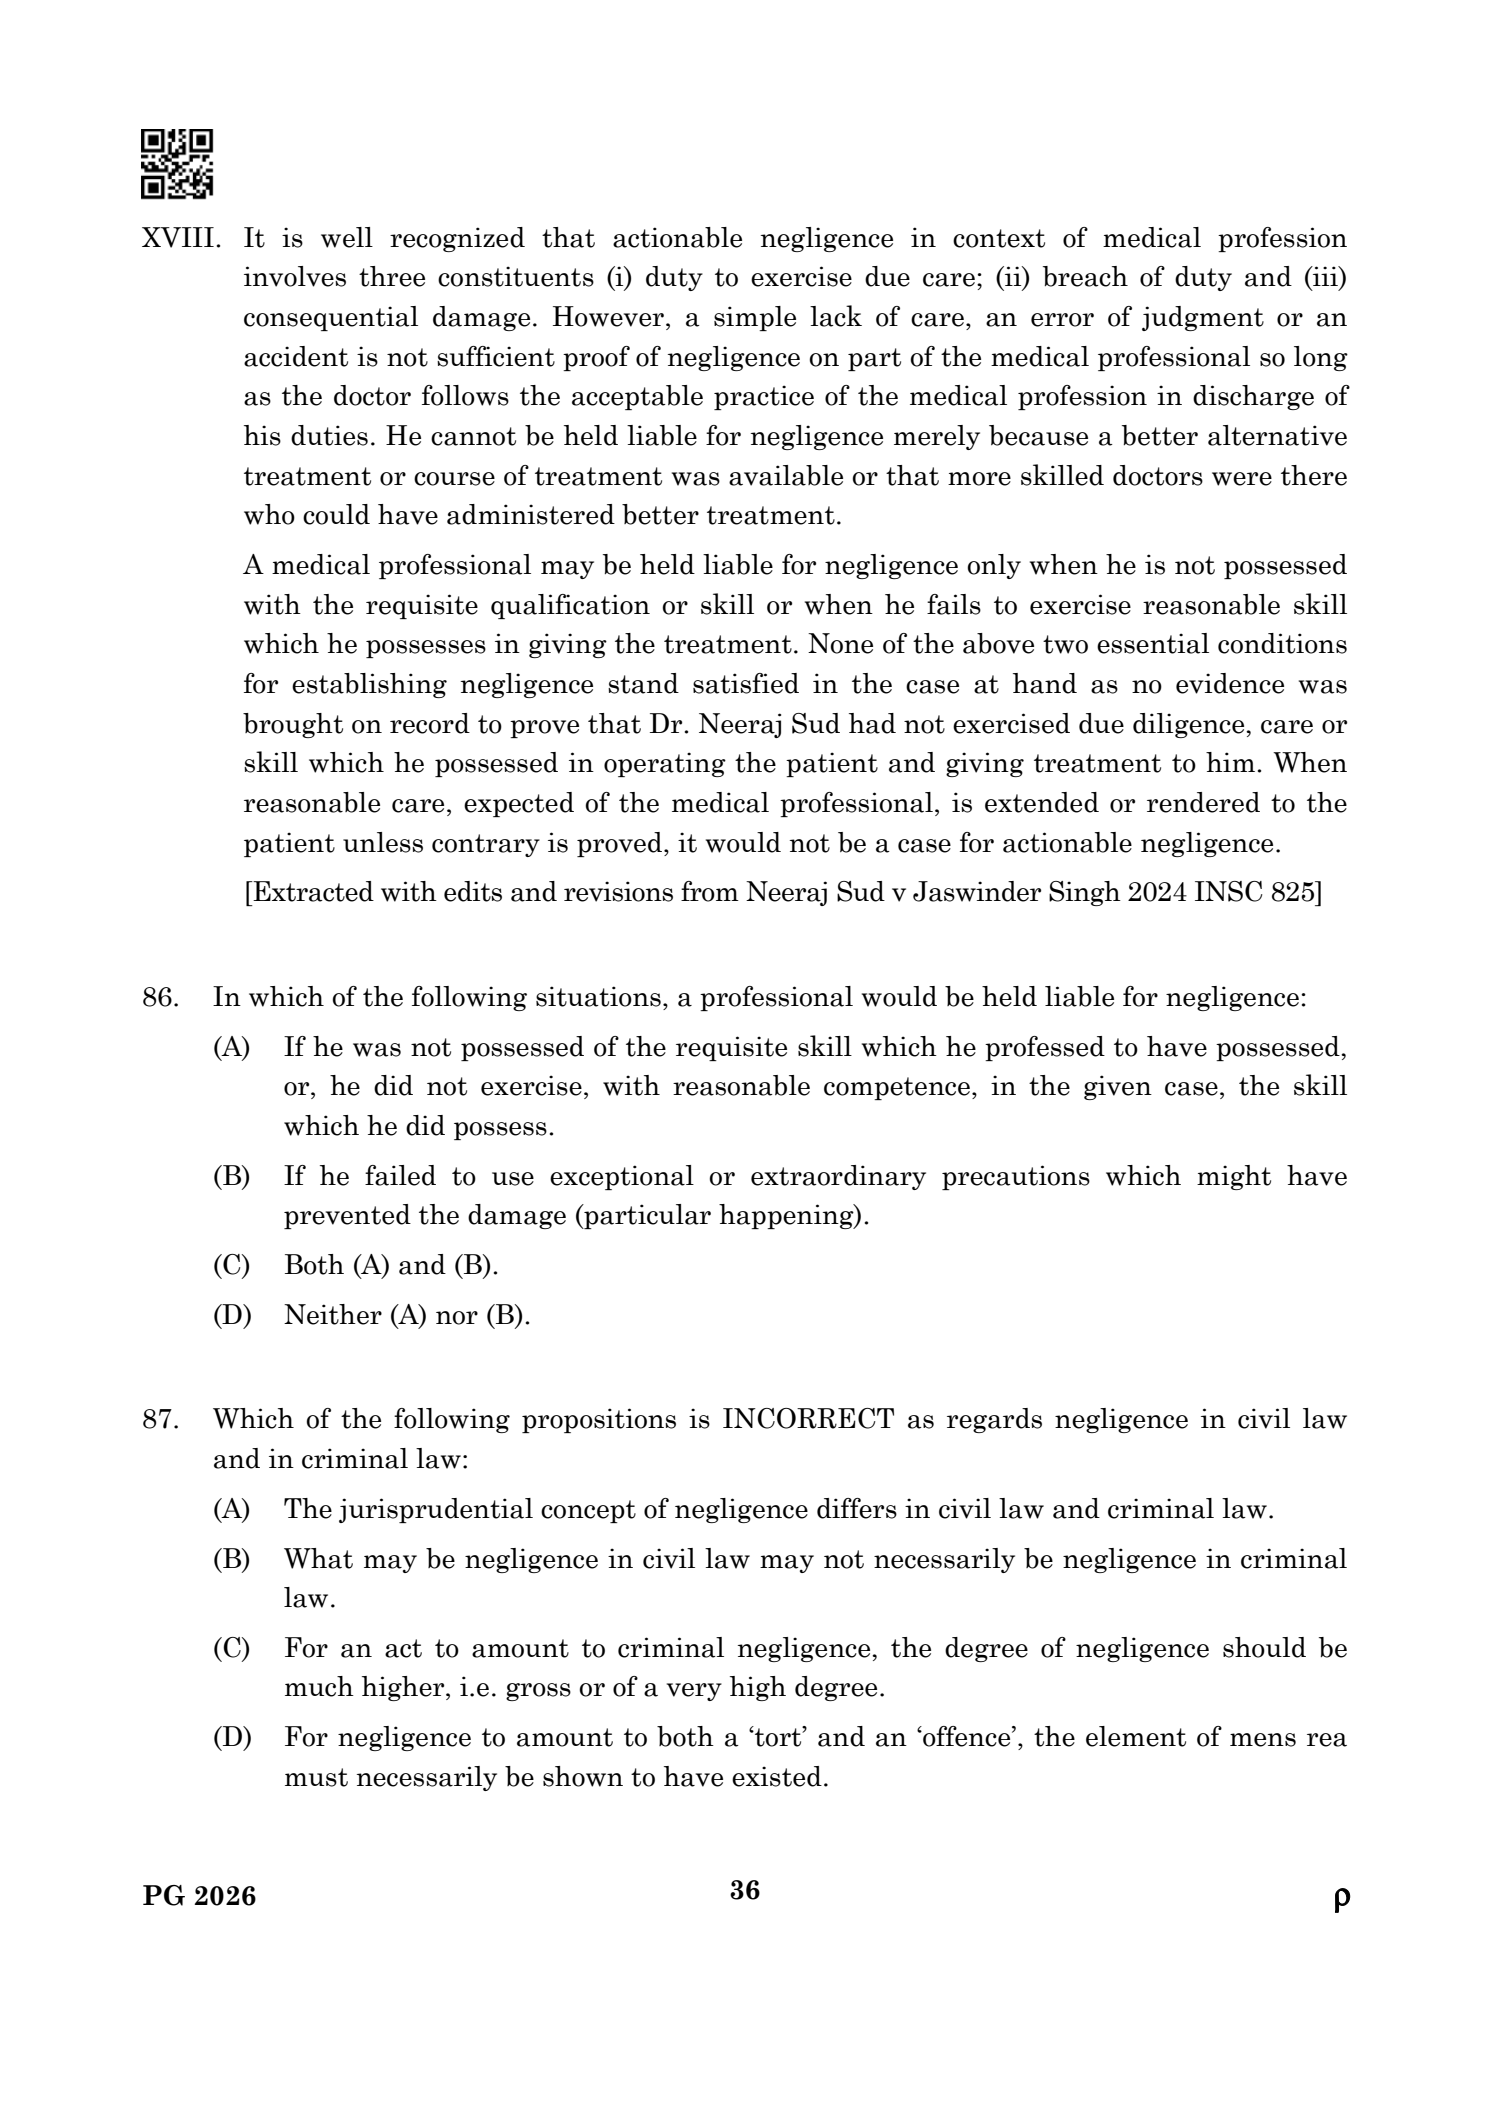 XVIII. It is well recognized that actionable negligence in context of medical profession
involves three constituents (i) duty to exercise due care; (ii) breach of duty and (iii)
consequential damage. However, a simple lack of care, an error of judgment or an
accident is not sufficient proof of negligence on part of the medical professional so long
as the doctor follows the acceptable practice of the medical profession in discharge of
his duties. He cannot be held liable for negligence merely because a better alternative
treatment or course of treatment was available or that more skilled doctors were there
who could have administered better treatment.
A medical professional may be held liable for negligence only when he is not possessed
with the requisite qualification or skill or when he fails to exercise reasonable skill
which he possesses in giving the treatment. None of the above two essential conditions
for establishing negligence stand satisfied in the case at hand as no evidence was
brought on record to prove that Dr. Neeraj Sud had not exercised due diligence, care or
skill which he possessed in operating the patient and giving treatment to him. When
reasonable care, expected of the medical professional, is extended or rendered to the
patient unless contrary is proved, it would not be a case for actionable negligence.
[Extracted with edits and revisions from Neeraj Sud v Jaswinder Singh 2024 INSC 825]
86. In which of the following situations, a professional would be held liable for negligence:
(A) If he was not possessed of the requisite skill which he professed to have possessed,
or, he did not exercise, with reasonable competence, in the given case, the skill
which he did possess.
(B) If he failed to use exceptional or extraordinary precautions which might have
prevented the damage (particular happening).
(C) Both (A) and (B).
(D) Neither (A) nor (B).
87. Which of the following propositions is INCORRECT as regards negligence in civil law
and in criminal law:
(A) The jurisprudential concept of negligence differs in civil law and criminal law.
(B) What may be negligence in civil law may not necessarily be negligence in criminal
law.
(C) For an act to amount to criminal negligence, the degree of negligence should be
much higher, i.e. gross or of a very high degree.
(D) For negligence to amount to both a ‘tort’ and an ‘offence’, the element of mens rea
must necessarily be shown to have existed.
PG 2026 36 ρ